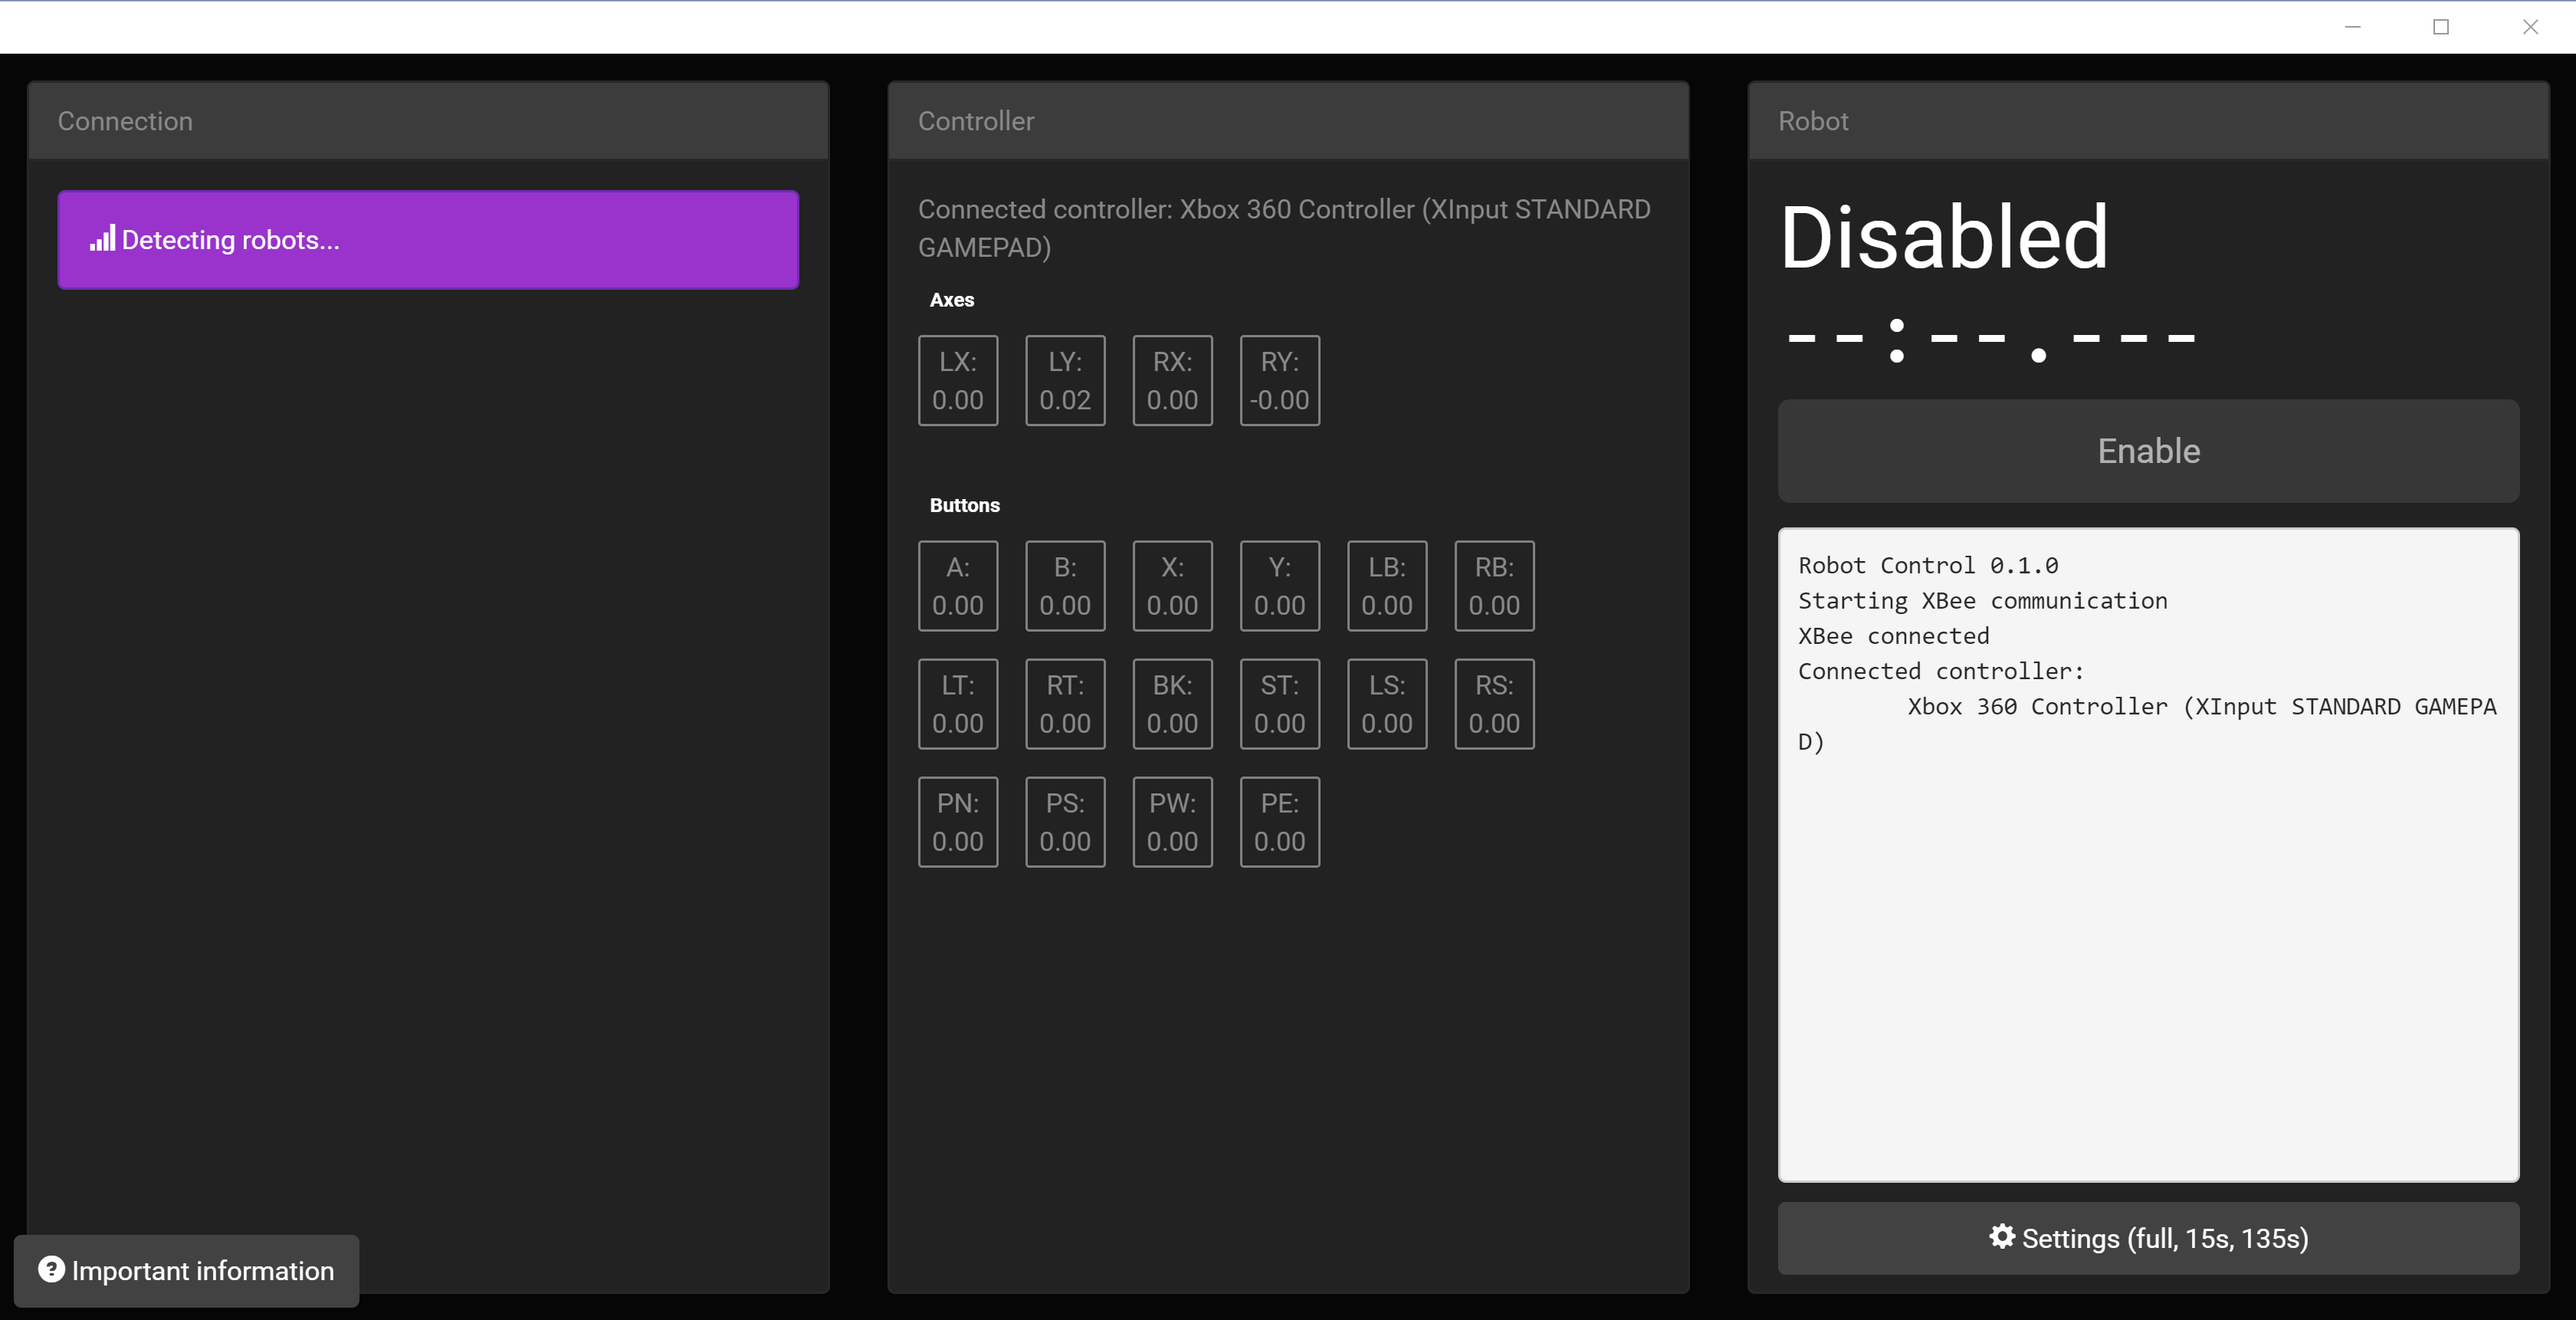 Connection
Detecting robots...
Important information
Controller
Connected controller: Xbox 360 Controller (XInput STANDARD
GAMEPAD)
Axes
LX: LY: RX: RY:
0.00 0.02 0.00 -0.00
Buttons
A: B: X: Y: LB: RB:
0.00 0.00 0.00 0.00 0.00 0.00
LT: RT: BK: ST: LS: RS:
0.00 0.00 0.00 0.00 0.00 0.00
PN: PS: PW: PE:
0.00 0.00 0.00 0.00
Robot
Disabled
--:--.---
Enable
Robot Control 0.1.0
Starting XBee communication
XBee connected
Connected controller:
Xbox 360 Controller (XInput STANDARD GAMEPA
D)
Settings (full, 15s, 135s)